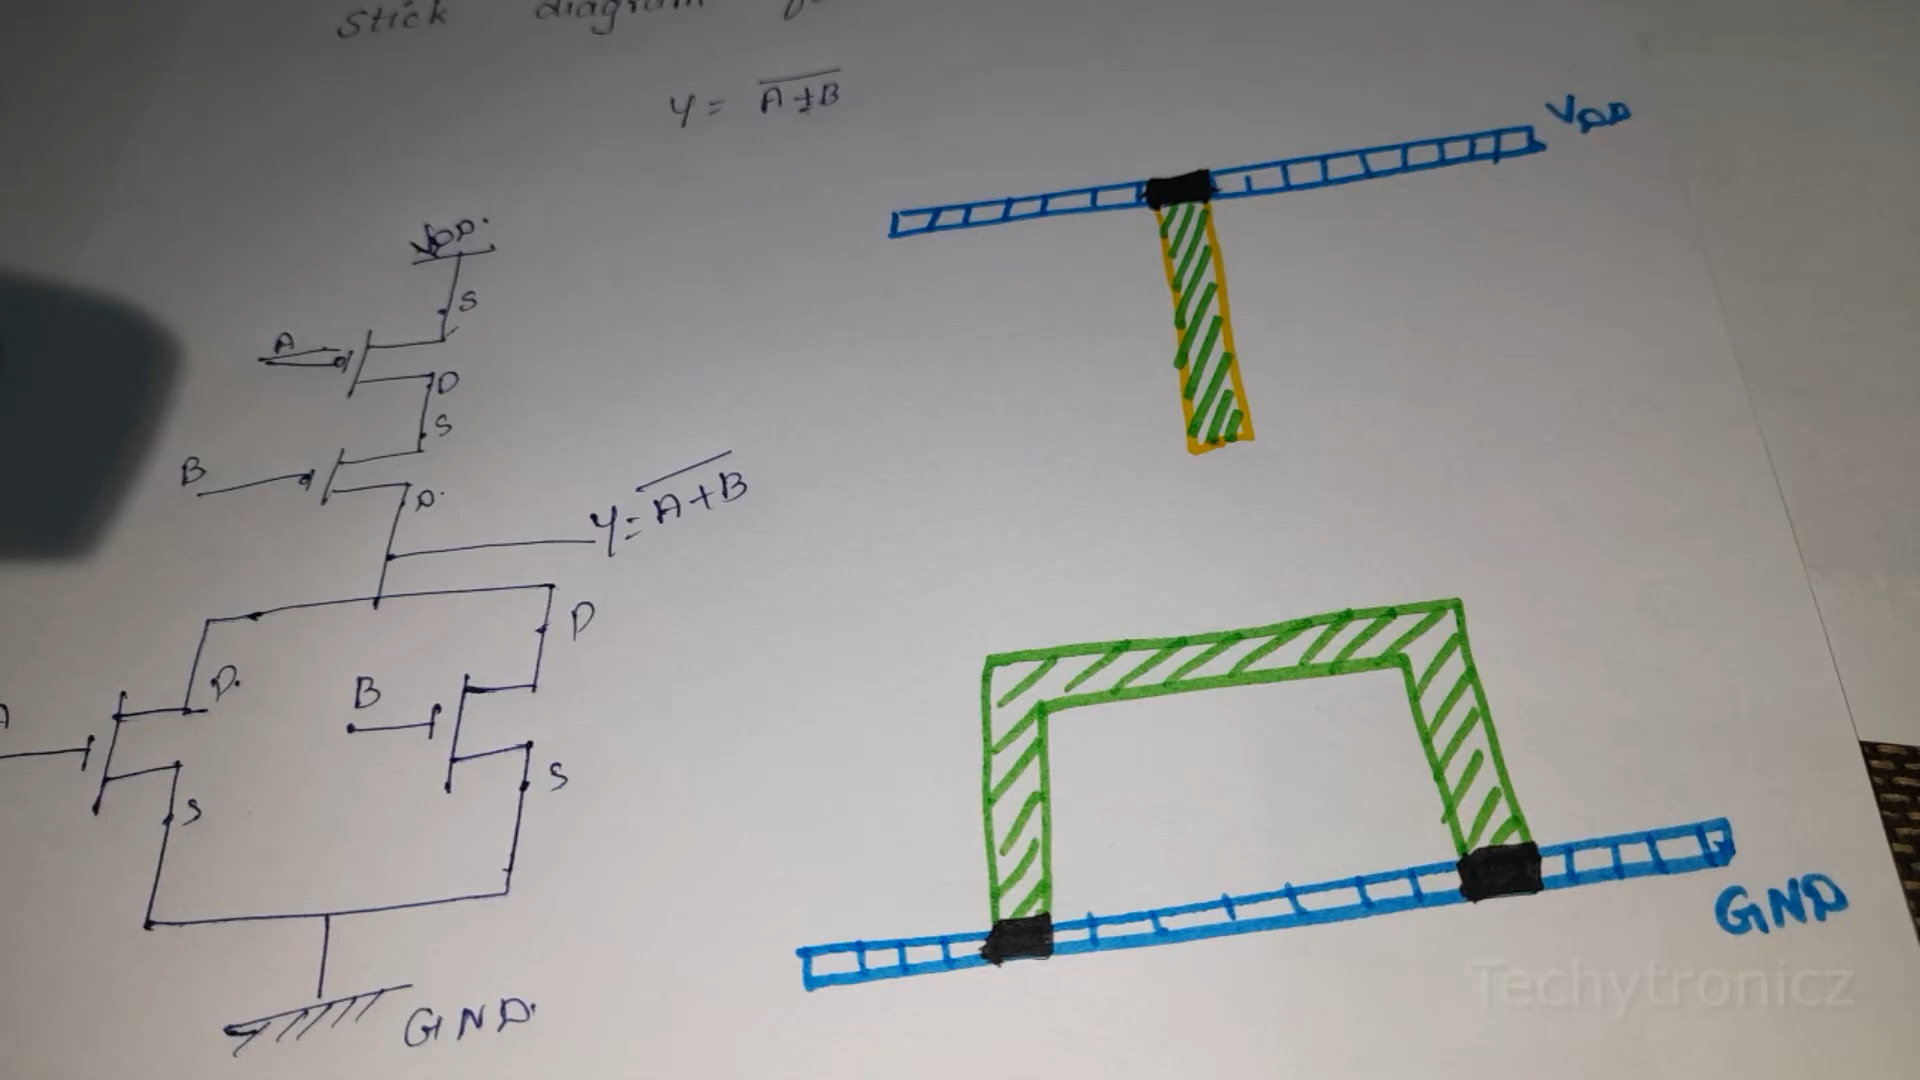 Stick diagram
Y = A+B
VDD
VDD.
S
A
D
S
B
D.
Y = A+B
D
D.
B
A
S
S
GND
GND.
Techytronicz